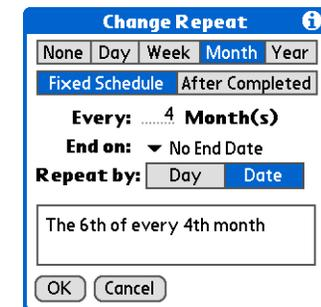 Change Repeat i
None Day Week Month Year
Fixed Schedule After Completed
Every: 4 Month(s)
End on: No End Date
Repeat by: Day Date
The 6th of every 4th month
OK Cancel